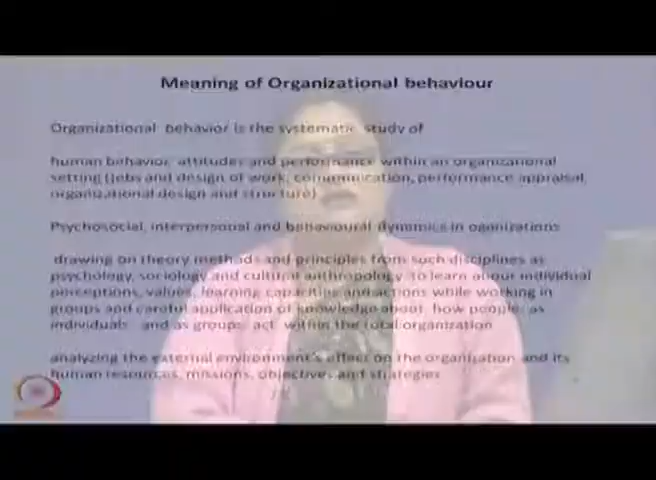 Meaning of Organizational behaviour
Organizational behavior is the systematic study of
human behavior, attitudes and performance within an organizational
setting (jobs and design of work, communication, performance appraisal,
organizational design and structure)
Psychosocial, interpersonal and behavioural dynamics in oganizations
drawing on theory methods and principles from such disciplines as
psychology, sociology and cultural anthropology to learn about individual
perceptions, values, learning capacities and actions while working in
groups and careful application of knowledge about how people as
individuals and as groups act within the total organization
analyzing the external environment's effect on the organization and its
human resources, missions, objectives and strategies